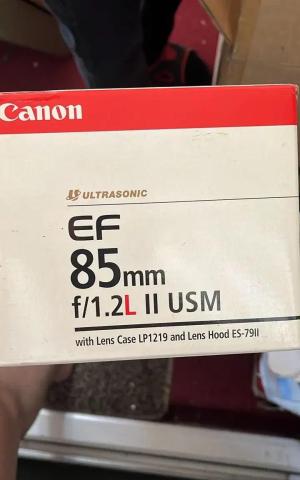 Canon
ULTRASONIC
EF
85mm
f/1.2L II USM
with Lens Case LP1219 and Lens Hood ES-79II